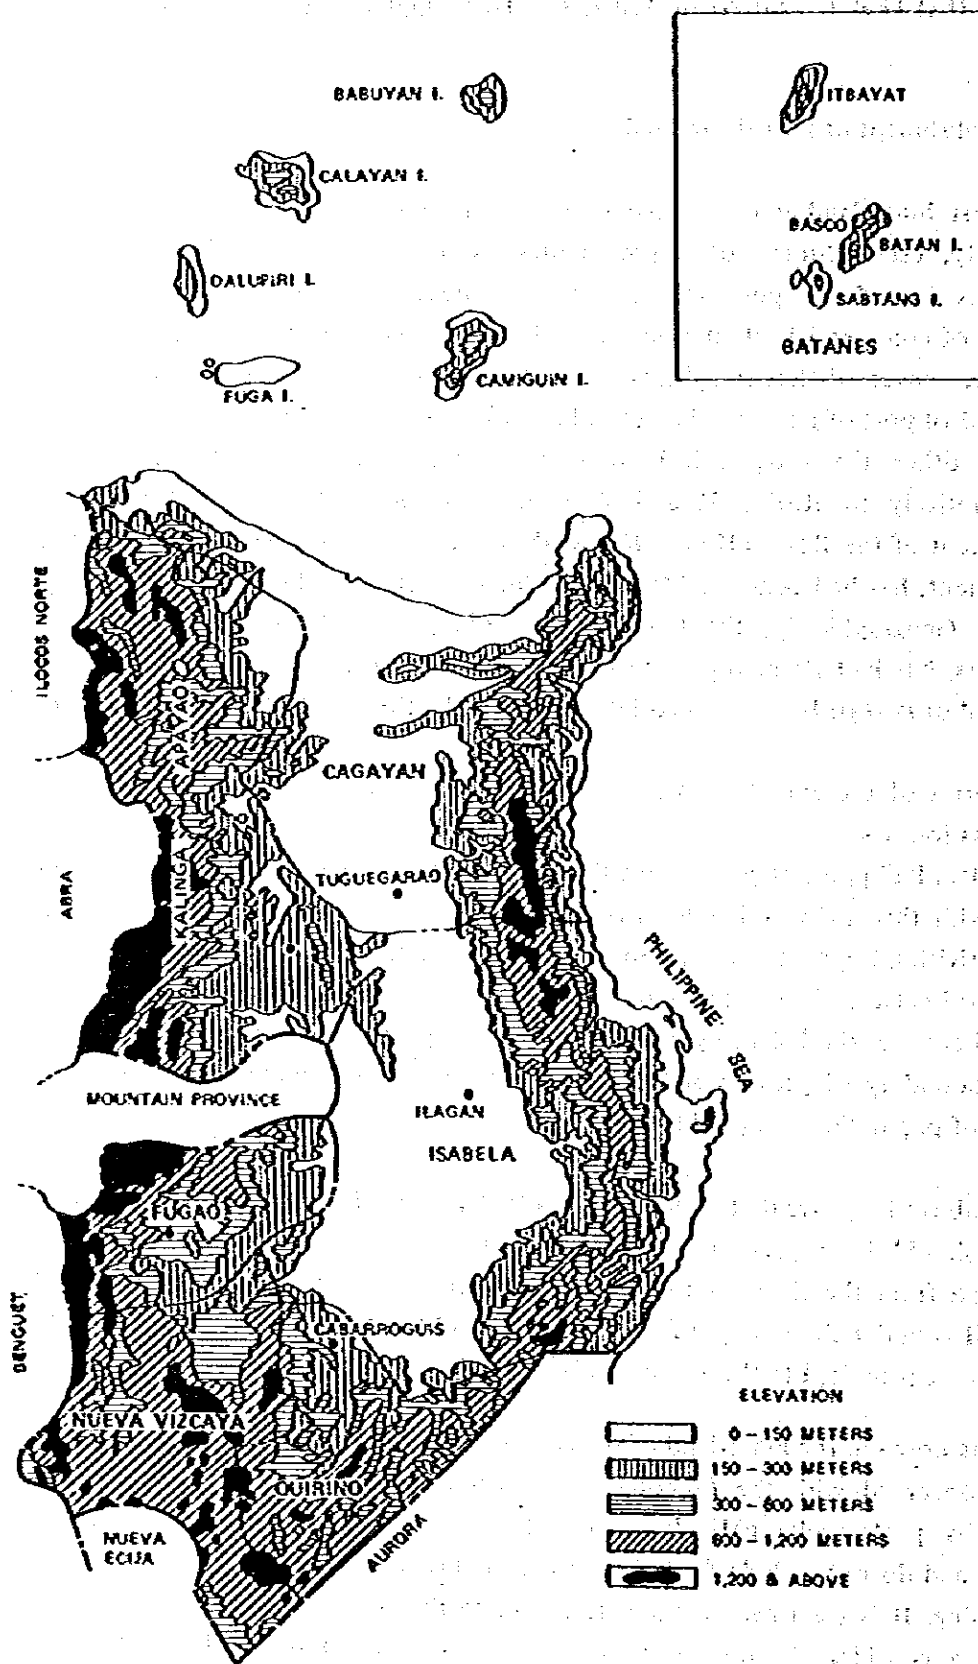 BABUYAN I.
ITBAYAT
CALAYAN I.
BASCO
BATAN I.
DALUPIRI I.
SABTANG I.
BATANES
FUGA I.
CAMIGUIN I.
ILOCOS NORTE
APAYAO
CAGAYAN
KALINGA
TUGUEGARAO
ABRA
PHILIPPINE
SEA
MOUNTAIN PROVINCE
ILAGAN
ISABELA
FUGAO
BENGUET
CABARROGUIS
NUEVA VIZCAYA
QUIRINO
AURORA
NUEVA
ECIJA
ELEVATION
0 – 150 METERS
150 – 300 METERS
300 – 600 METERS
600 – 1,200 METERS
1,200 & ABOVE